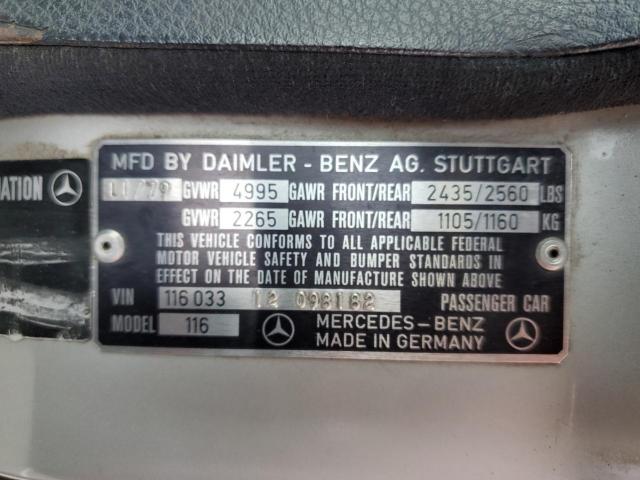 MFD BY DAIMLER - BENZ AG. STUTTGART
NATION
11/79 GVWR 4995 GAWR FRONT/REAR 2435/2560 LBS
GVWR 2265 GAWR FRONT/REAR 1105/1160 KG
THIS VEHICLE CONFORMS TO ALL APPLICABLE FEDERAL
MOTOR VEHICLE SAFETY AND BUMPER STANDARDS IN
EFFECT ON THE DATE OF MANUFACTURE SHOWN ABOVE
VIN 116 033 12 098182 PASSENGER CAR
MODEL 116 MERCEDES-BENZ
MADE IN GERMANY